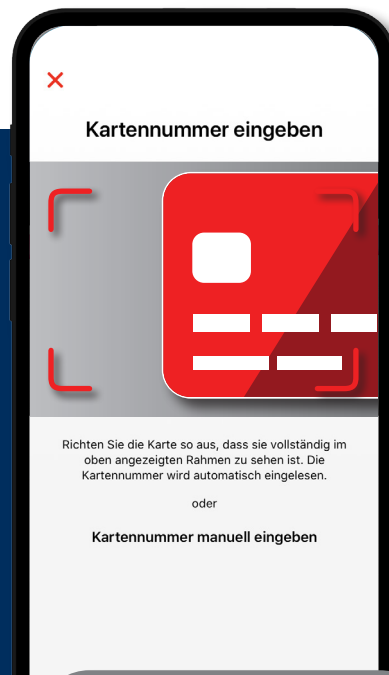 Kartennummer eingeben
Richten Sie die Karte so aus, dass sie vollständig im
oben angezeigten Rahmen zu sehen ist. Die
Kartennummer wird automatisch eingelesen.
oder
Kartennummer manuell eingeben